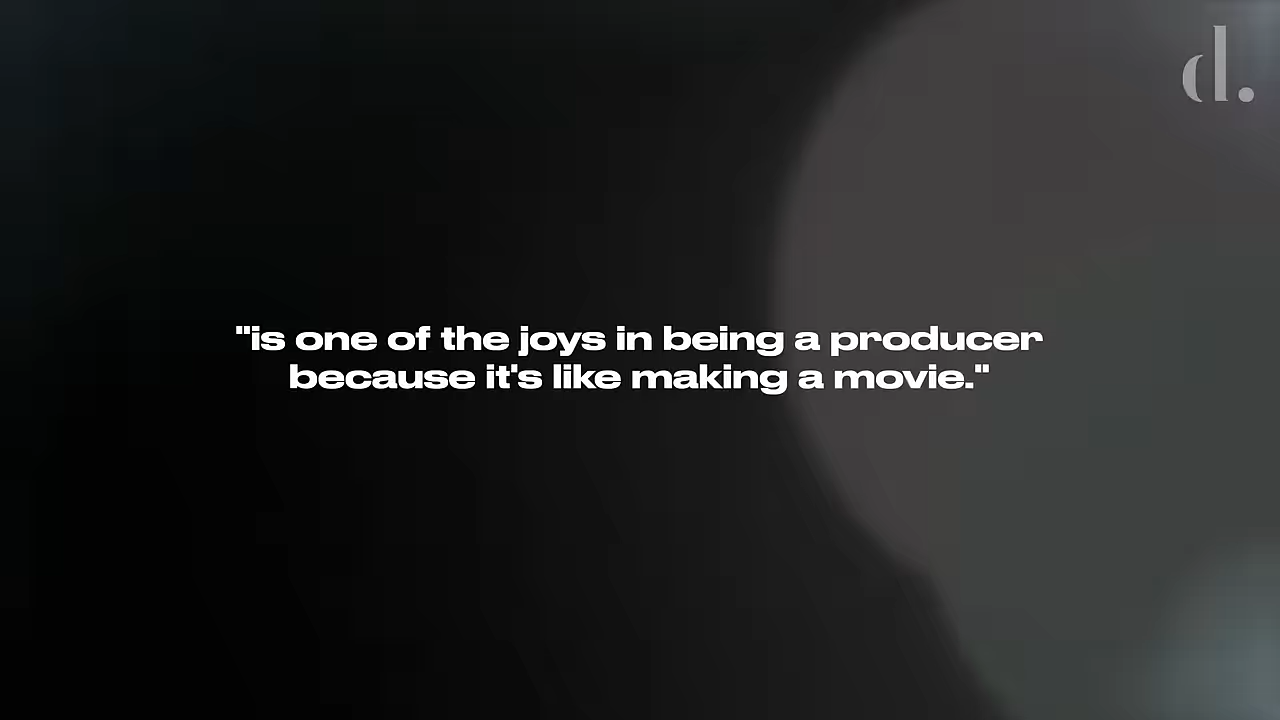 d.
"is one of the joys in being a producer
because it's like making a movie."